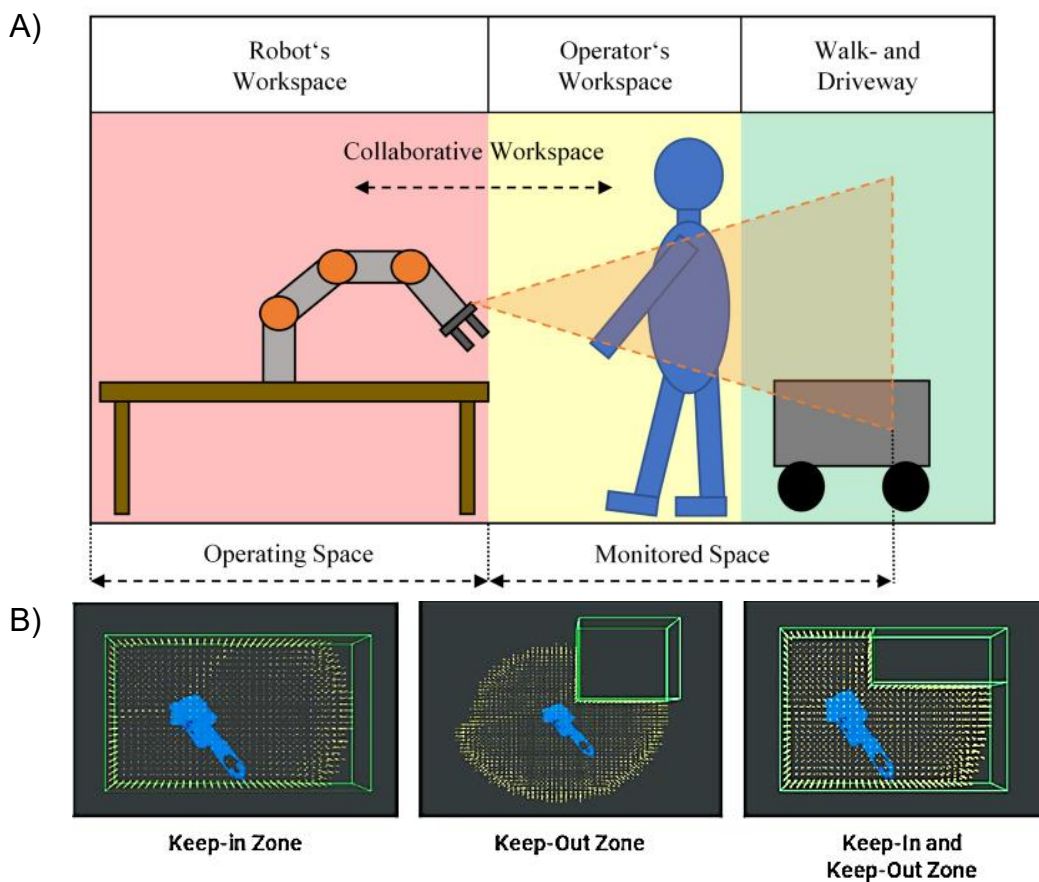 A)
Robot‘s
Workspace
Operator‘s
Workspace
Walk- and
Driveway
Collaborative Workspace
Operating Space
Monitored Space
B)
Keep-in Zone
Keep-Out Zone
Keep-In and
Keep-Out Zone